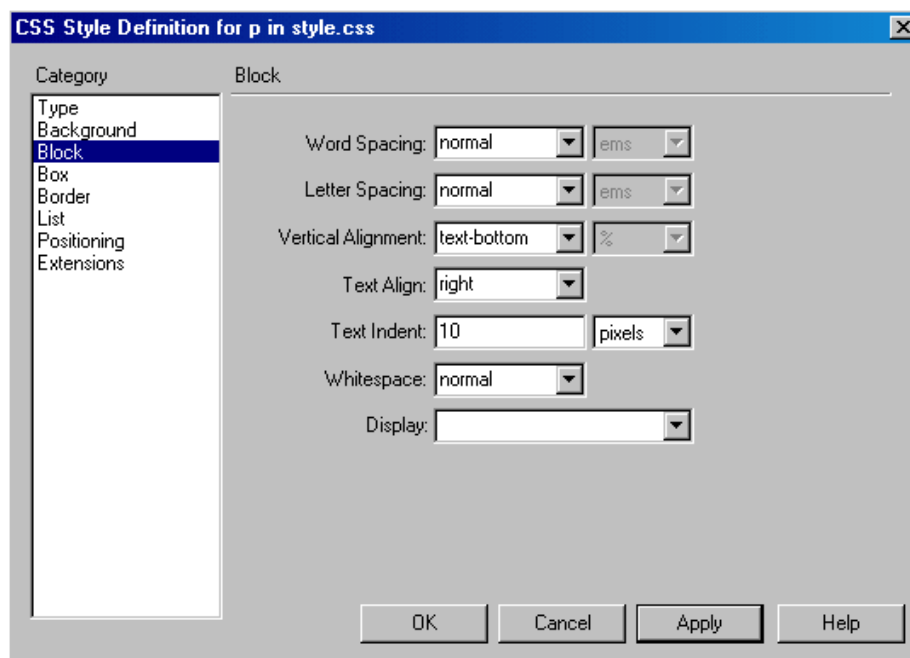 CSS Style Definition for p in style.css
Category
Type
Background
Block
Box
Border
List
Positioning
Extensions
Block
Word Spacing: normal ems
Letter Spacing: normal ems
Vertical Alignment: text-bottom %
Text Align: right
Text Indent: 10 pixels
Whitespace: normal
Display:
OK Cancel Apply Help